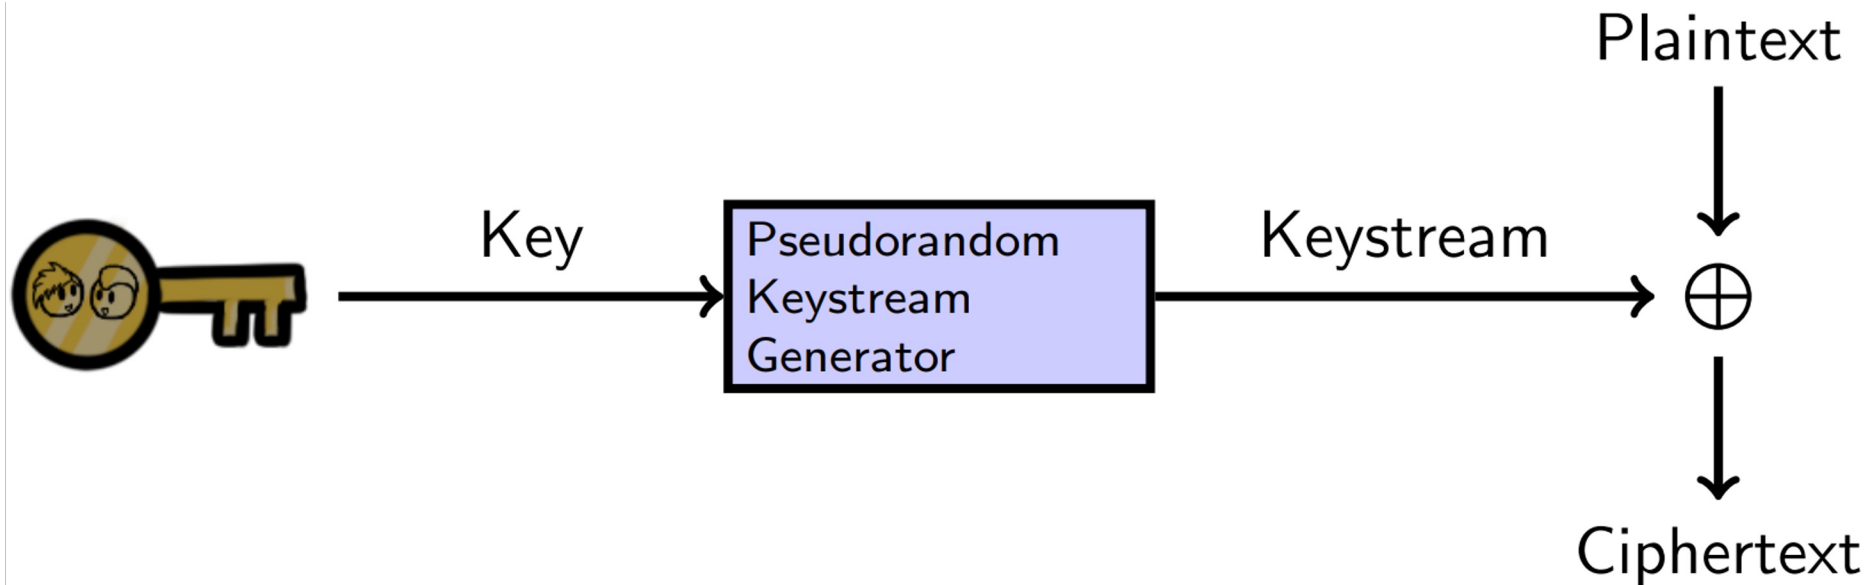 Plaintext
Key
Pseudorandom
Keystream
Generator
Keystream
Ciphertext